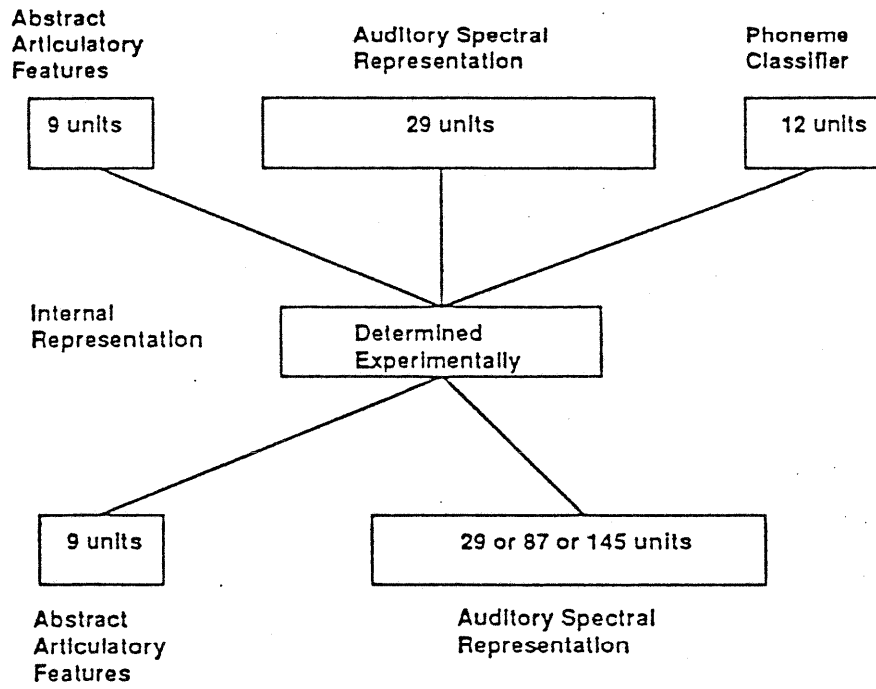 Abstract
Articulatory
Features
Auditory Spectral
Representation
Phoneme
Classifier
9 units
29 units
12 units
Internal
Representation
Determined
Experimentally
9 units
29 or 87 or 145 units
Abstract
Articulatory
Features
Auditory Spectral
Representation